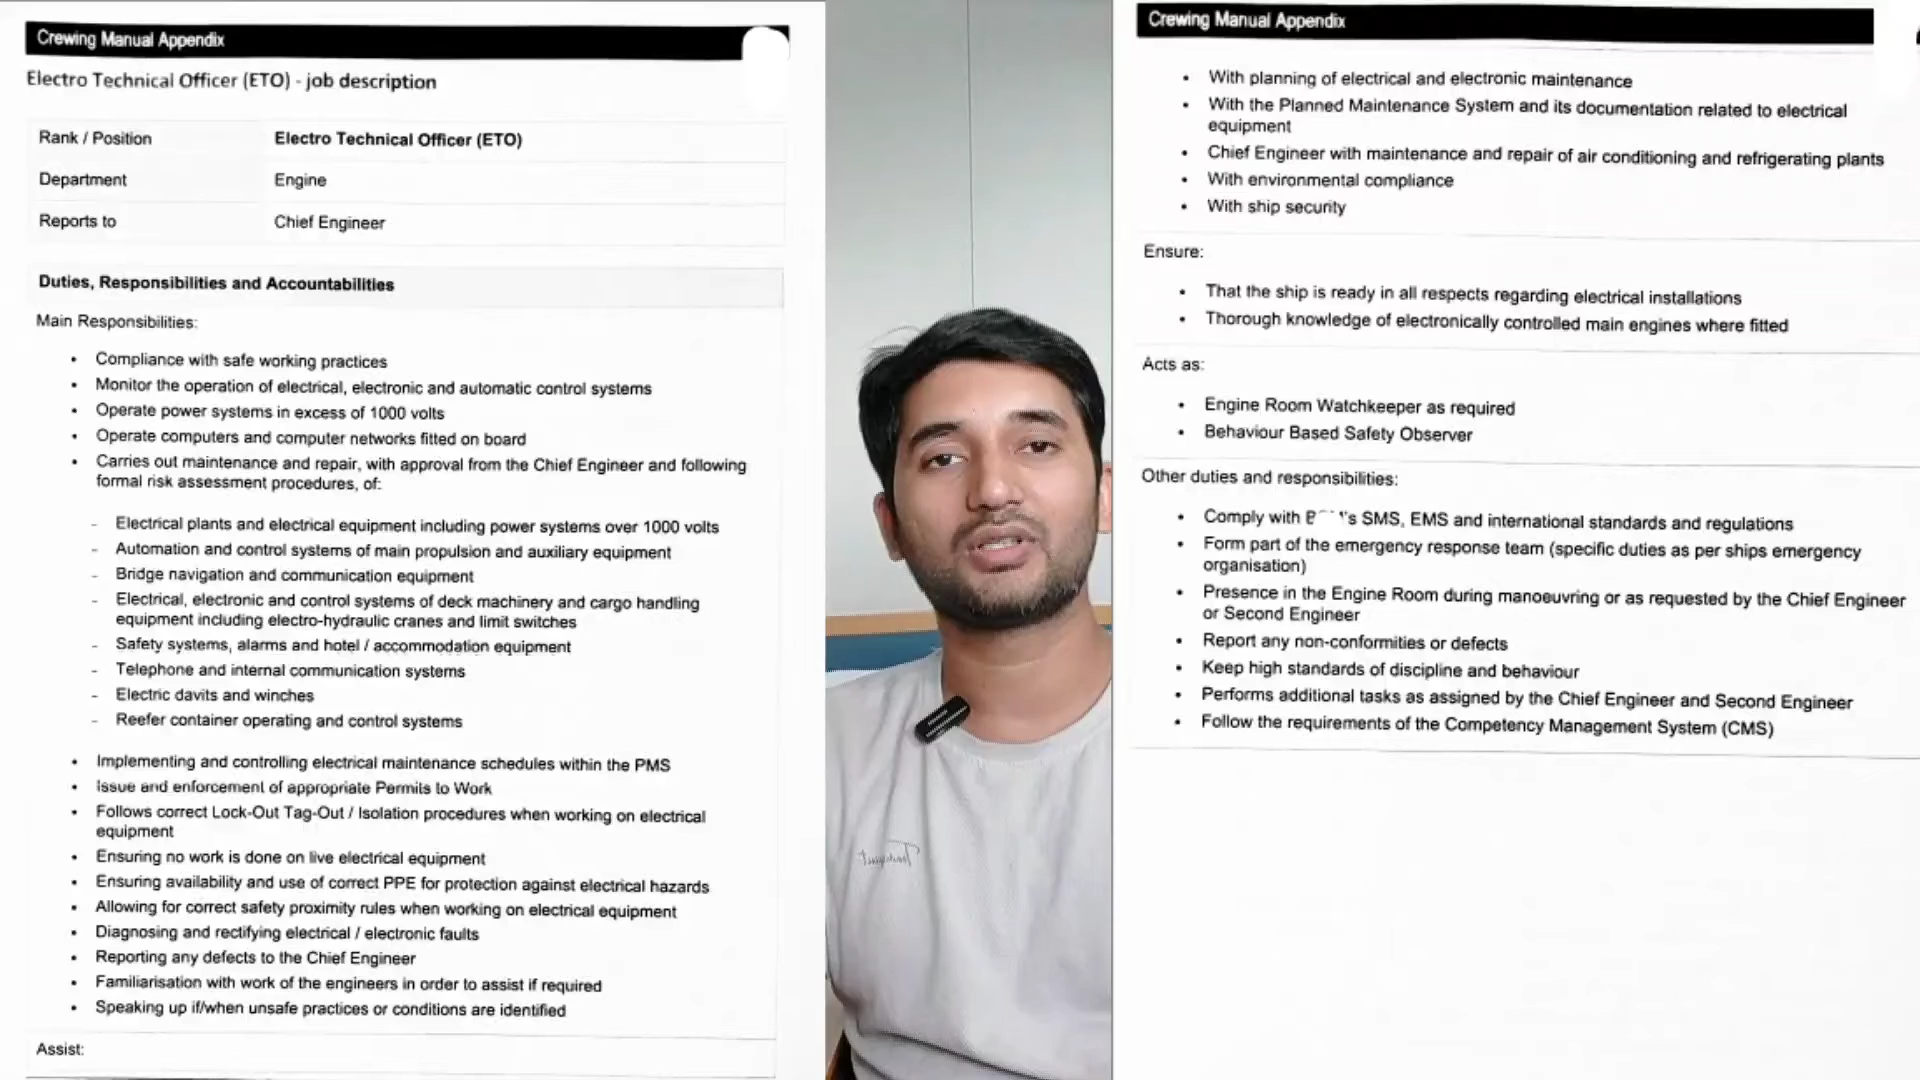 Crewing Manual Appendix
Electro Technical Officer (ETO) - job description
Rank / Position Electro Technical Officer (ETO)
Department Engine
Reports to Chief Engineer
Duties, Responsibilities and Accountabilities
Main Responsibilities:
• Compliance with safe working practices
• Monitor the operation of electrical, electronic and automatic control systems
• Operate power systems in excess of 1000 volts
• Operate computers and computer networks fitted on board
• Carries out maintenance and repair, with approval from the Chief Engineer and following
formal risk assessment procedures, of:
- Electrical plants and electrical equipment including power systems over 1000 volts
- Automation and control systems of main propulsion and auxiliary equipment
- Bridge navigation and communication equipment
- Electrical, electronic and control systems of deck machinery and cargo handling
equipment including electro-hydraulic cranes and limit switches
- Safety systems, alarms and hotel / accommodation equipment
- Telephone and internal communication systems
- Electric davits and winches
- Reefer container operating and control systems
• Implementing and controlling electrical maintenance schedules within the PMS
• Issue and enforcement of appropriate Permits to Work
• Follows correct Lock-Out Tag-Out / Isolation procedures when working on electrical
equipment
• Ensuring no work is done on live electrical equipment
• Ensuring availability and use of correct PPE for protection against electrical hazards
• Allowing for correct safety proximity rules when working on electrical equipment
• Diagnosing and rectifying electrical / electronic faults
• Reporting any defects to the Chief Engineer
• Familiarisation with work of the engineers in order to assist if required
• Speaking up if/when unsafe practices or conditions are identified
Assist:
Crewing Manual Appendix
• With planning of electrical and electronic maintenance
• With the Planned Maintenance System and its documentation related to electrical
equipment
• Chief Engineer with maintenance and repair of air conditioning and refrigerating plants
• With environmental compliance
• With ship security
Ensure:
• That the ship is ready in all respects regarding electrical installations
• Thorough knowledge of electronically controlled main engines where fitted
Acts as:
• Engine Room Watchkeeper as required
• Behaviour Based Safety Observer
Other duties and responsibilities:
• Comply with SMS, EMS and international standards and regulations
• Form part of the emergency response team (specific duties as per ships emergency
organisation)
• Presence in the Engine Room during manoeuvring or as requested by the Chief Engineer
or Second Engineer
• Report any non-conformities or defects
• Keep high standards of discipline and behaviour
• Performs additional tasks as assigned by the Chief Engineer and Second Engineer
• Follow the requirements of the Competency Management System (CMS)